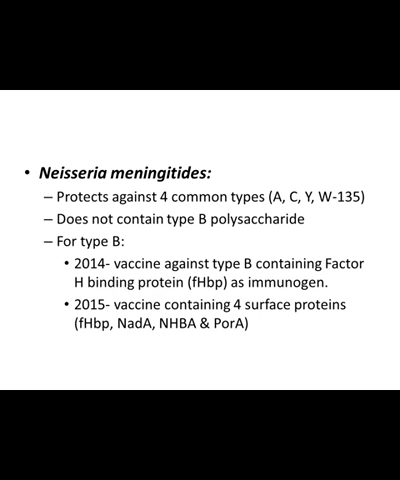 • Neisseria meningitides:
– Protects against 4 common types (A, C, Y, W-135)
– Does not contain type B polysaccharide
– For type B:
• 2014- vaccine against type B containing Factor
H binding protein (fHbp) as immunogen.
• 2015- vaccine containing 4 surface proteins
(fHbp, NadA, NHBA & PorA)